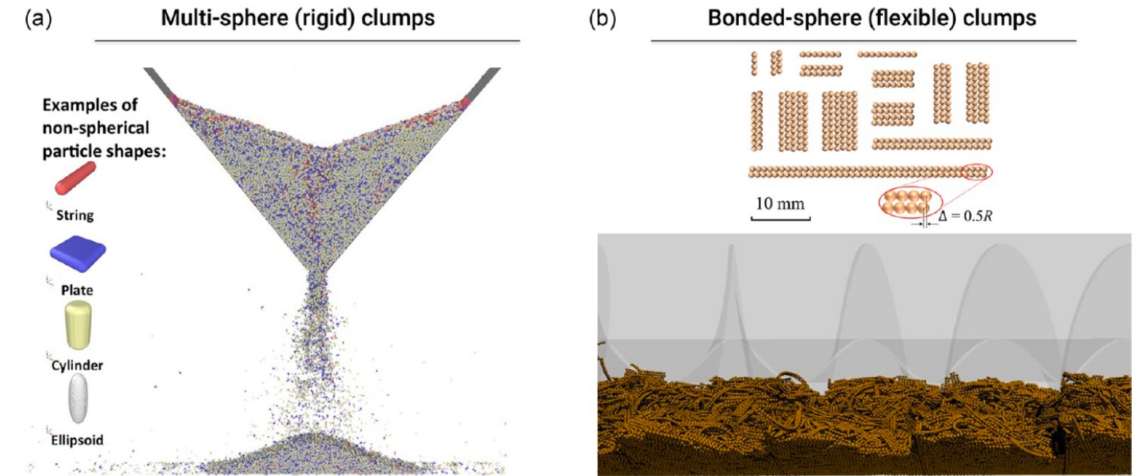 (a) Multi-sphere (rigid) clumps
Examples of
non-spherical
particle shapes:
String
Plate
Cylinder
Ellipsoid
(b) Bonded-sphere (flexible) clumps
10 mm
Δ = 0.5R